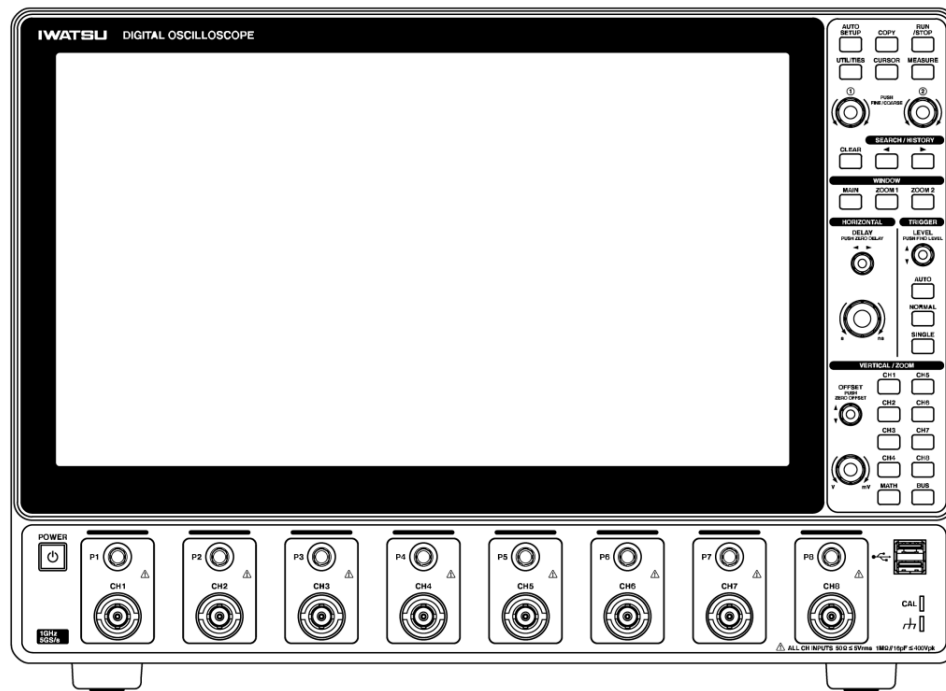 IWATSU DIGITAL OSCILLOSCOPE
AUTO SETUP
COPY
RUN /STOP
UTILITIES
CURSOR
MEASURE
①
PUSH
FINE/COARSE
②
SEARCH / HISTORY
CLEAR
◄
►
WINDOW
MAIN
ZOOM 1
ZOOM 2
HORIZONTAL
TRIGGER
DELAY
PUSH ZERO DELAY
◄ ►
LEVEL
PUSH FIND LEVEL
▲
▼
AUTO
NORMAL
SINGLE
s
ns
VERTICAL / ZOOM
OFFSET
PUSH
ZERO OFFSET
▲
▼
V
mV
CH1
CH5
CH2
CH6
CH3
CH7
CH4
CH8
MATH
BUS
POWER
P1
P2
P3
P4
P5
P6
P7
P8
CH1
CH2
CH3
CH4
CH5
CH6
CH7
CH8
1GHz
5GS/s
CAL
ALL CH INPUTS 50Ω ≤ 5Vrms 1MΩ//16pF ≤ 400Vpk